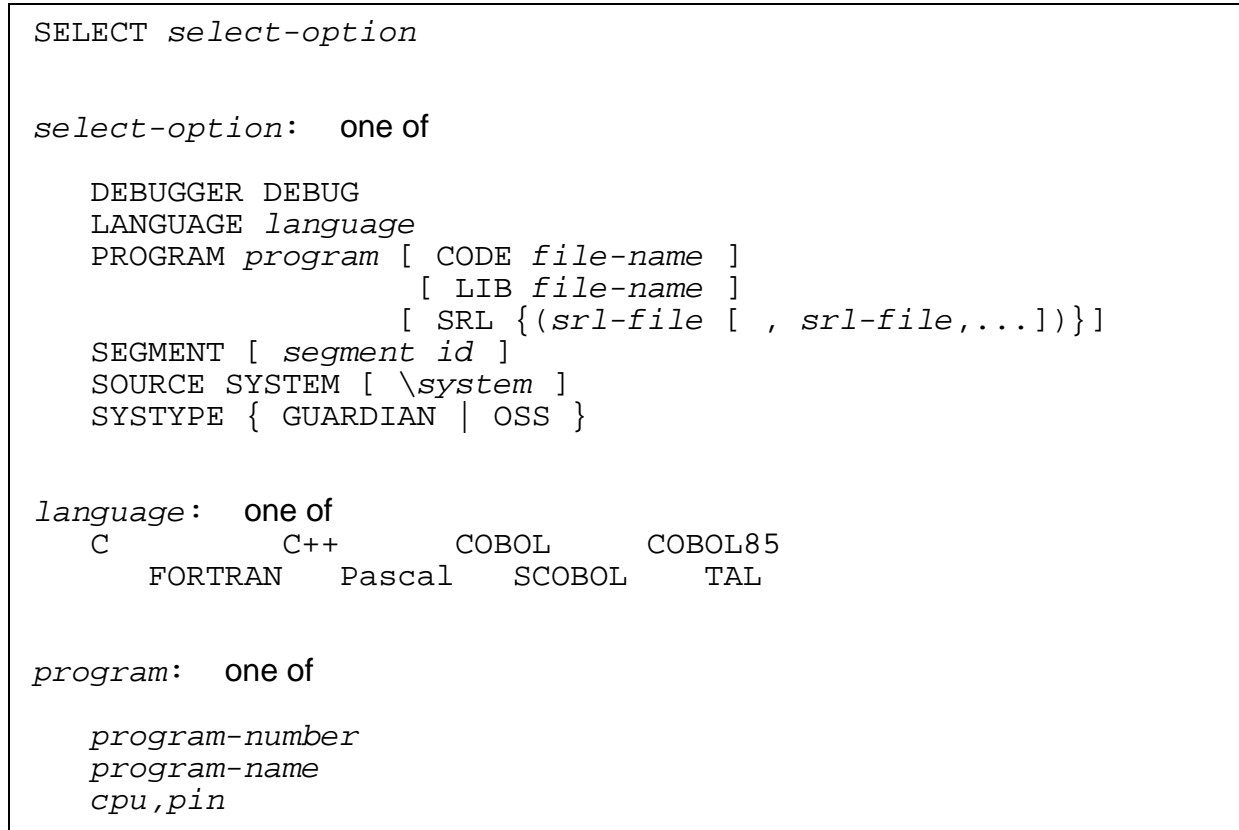 SELECT select-option
select-option: one of
DEBUGGER DEBUG
LANGUAGE language
PROGRAM program [ CODE file-name ]
[ LIB file-name ]
[ SRL {(srl-file [ , srl-file,...])}]
SEGMENT [ segment id ]
SOURCE SYSTEM [ \system ]
SYSTYPE { GUARDIAN | OSS }
language: one of
C C++ COBOL COBOL85
FORTRAN Pascal SCOBOL TAL
program: one of
program-number
program-name
cpu,pin